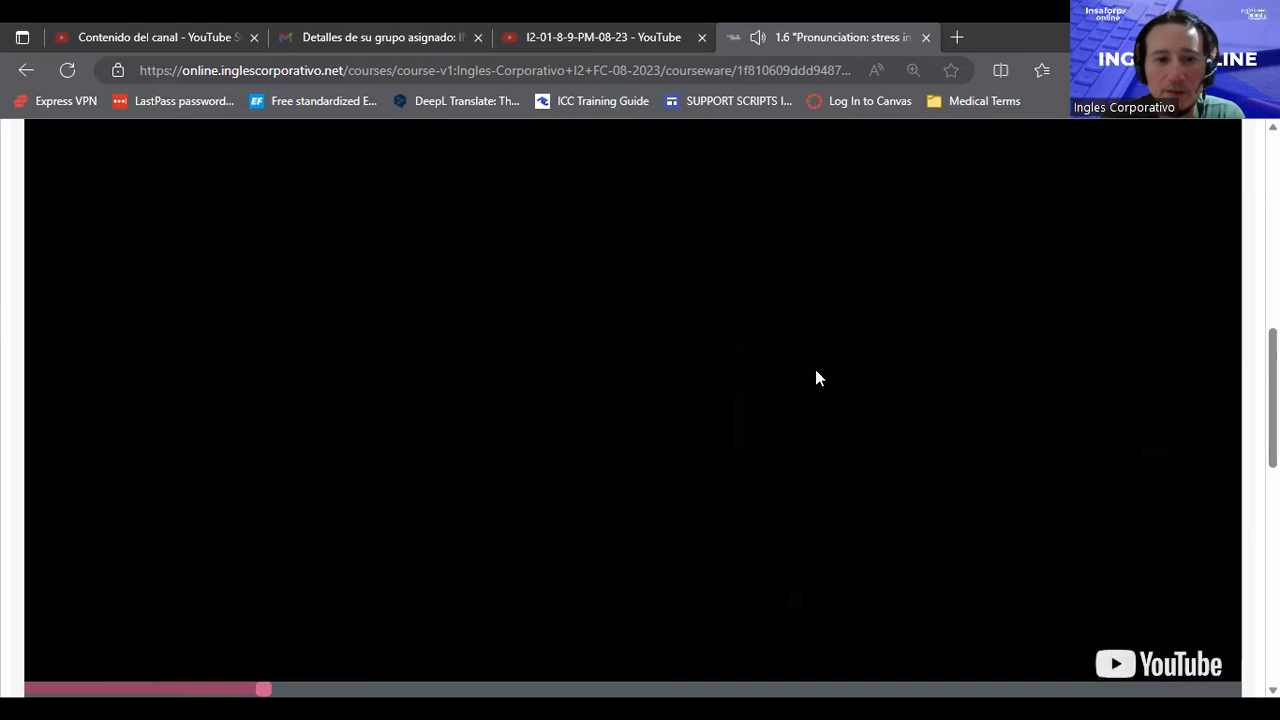 Contenido del canal - YouTube S
Detalles de su grupo asignado: I
I2-01-8-9-PM-08-23 - YouTube
1.6 "Pronunciation: stress in
https://online.inglescorporativo.net/courses/course-v1:Ingles-Corporativo+I2+FC-08-2023/courseware/1f810609ddd9487...
Express VPN
LastPass password...
Free standardized E...
DeepL Translate: Th...
ICC Training Guide
SUPPORT SCRIPTS I...
Log In to Canvas
Medical Terms
Insaforp
online
ING
LINE
Ingles Corporativo
YouTube